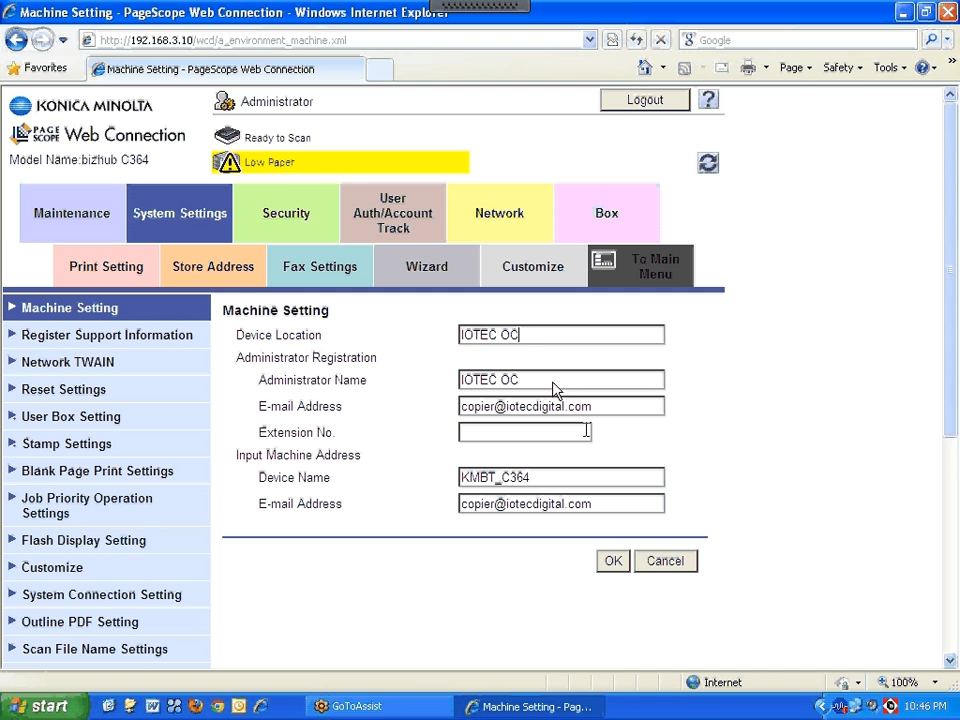 Machine Setting - PageScope Web Connection - Windows Internet Explorer
http://192.168.3.10/wcd/a_environment_machine.xml
Google
Favorites
Machine Setting - PageScope Web Connection
Page
Safety
Tools
KONICA MINOLTA
Administrator
Logout
?
PAGE SCOPE Web Connection
Ready to Scan
Model Name:bizhub C364
Low Paper
Maintenance
System Settings
Security
User Auth/Account Track
Network
Box
Print Setting
Store Address
Fax Settings
Wizard
Customize
To Main Menu
Machine Setting
Register Support Information
Network TWAIN
Reset Settings
User Box Setting
Stamp Settings
Blank Page Print Settings
Job Priority Operation
Settings
Flash Display Setting
Customize
System Connection Setting
Outline PDF Setting
Scan File Name Settings
Machine Setting
Device Location
IOTEC OC
Administrator Registration
Administrator Name
IOTEC OC
E-mail Address
copier@iotecdigital.com
Extension No.
Input Machine Address
Device Name
KMBT_C364
E-mail Address
copier@iotecdigital.com
OK
Cancel
Internet
100%
start
GoToAssist
Machine Setting - Pag...
10:46 PM